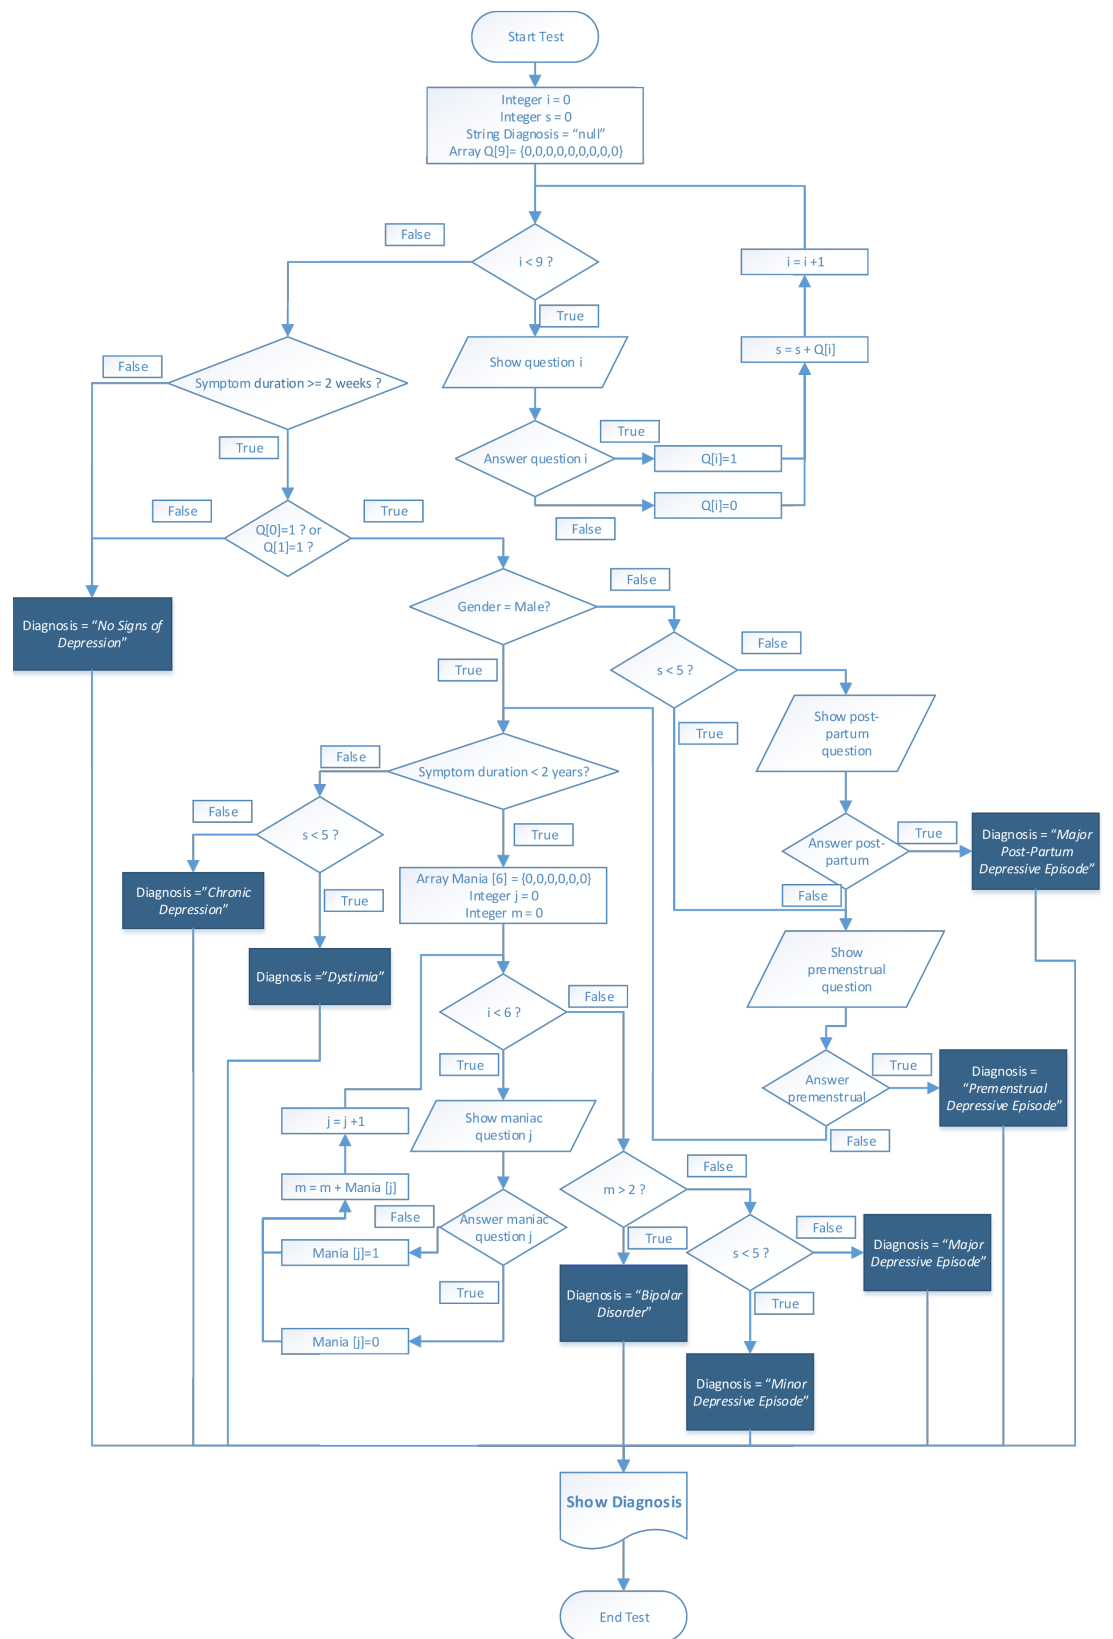 Start Test
Integer i = 0
Integer s = 0
String Diagnosis = “null”
Array Q[9]= {0,0,0,0,0,0,0,0,0}
False
i < 9 ?
i = i +1
True
Show question i
s = s + Q[i]
False
Symptom duration >= 2 weeks ?
True
True
Answer question i
Q[i]=1
False
True
Q[i]=0
False
Q[0]=1 ? or
Q[1]=1 ?
False
Gender = Male?
Diagnosis = “No Signs of
Depression”
True
s < 5 ?
False
Show post-
partum
question
True
False
Symptom duration < 2 years?
False
s < 5 ?
True
Answer post-
partum
True
Diagnosis = “Major
Post-Partum
Depressive Episode”
Diagnosis =”Chronic
Depression”
True
Array Mania [6] = {0,0,0,0,0,0}
Integer j = 0
Integer m = 0
False
Show
premenstrual
question
Diagnosis =”Dystimia”
i < 6 ?
False
True
Answer
premenstrual
True
Diagnosis =
“Premenstrual
Depressive Episode”
j = j +1
Show maniac
question j
False
m = m + Mania [j]
False
Answer maniac
question j
m > 2 ?
False
Mania [j]=1
True
s < 5 ?
False
Diagnosis = “Major
Depressive Episode”
True
Diagnosis = “Bipolar
Disorder”
True
Mania [j]=0
Diagnosis = “Minor
Depressive Episode”
Show Diagnosis
End Test